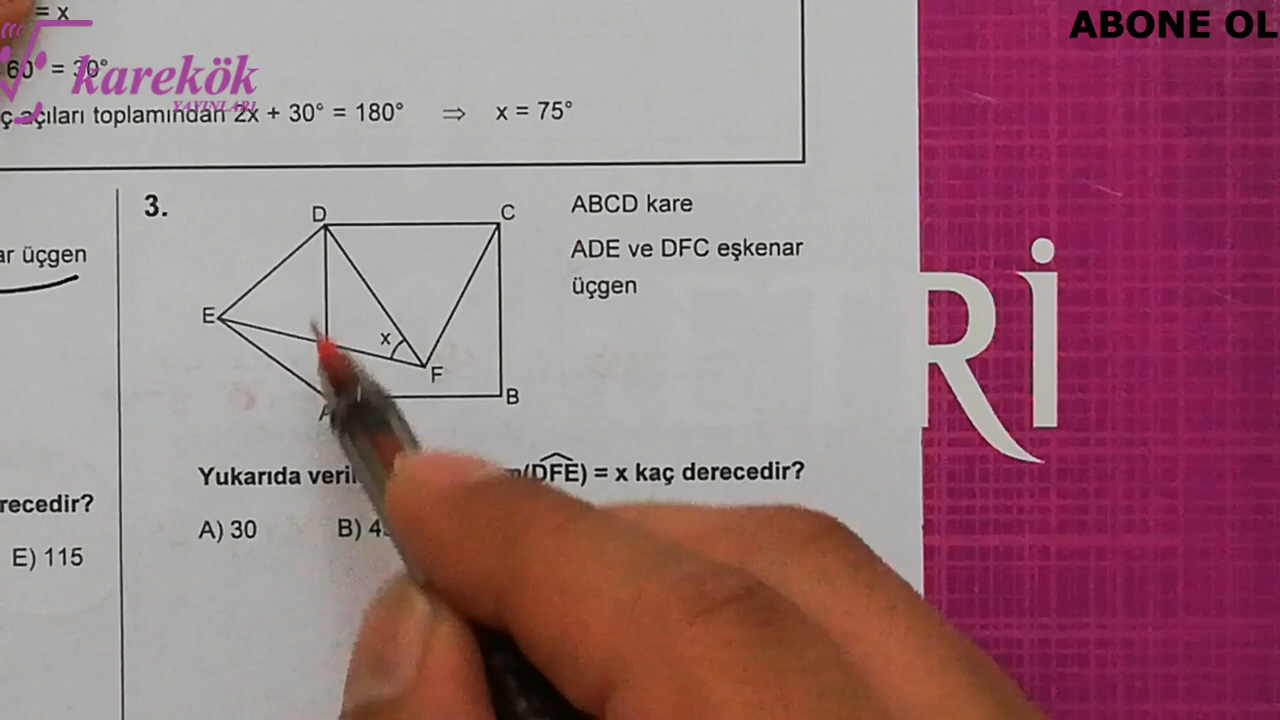 ABONE OL
= x
60° = 30°
karekök
YAYINLARI
ç açıları toplamından 2x + 30° = 180° ⇒ x = 75°
ar üçgen
recedir?
E) 115
3.
D
C
E
x
F
A
B
ABCD kare
ADE ve DFC eşkenar
üçgen
Yukarıda m(DFE) = x kaç derecedir?
A) 30 B)
Rİ